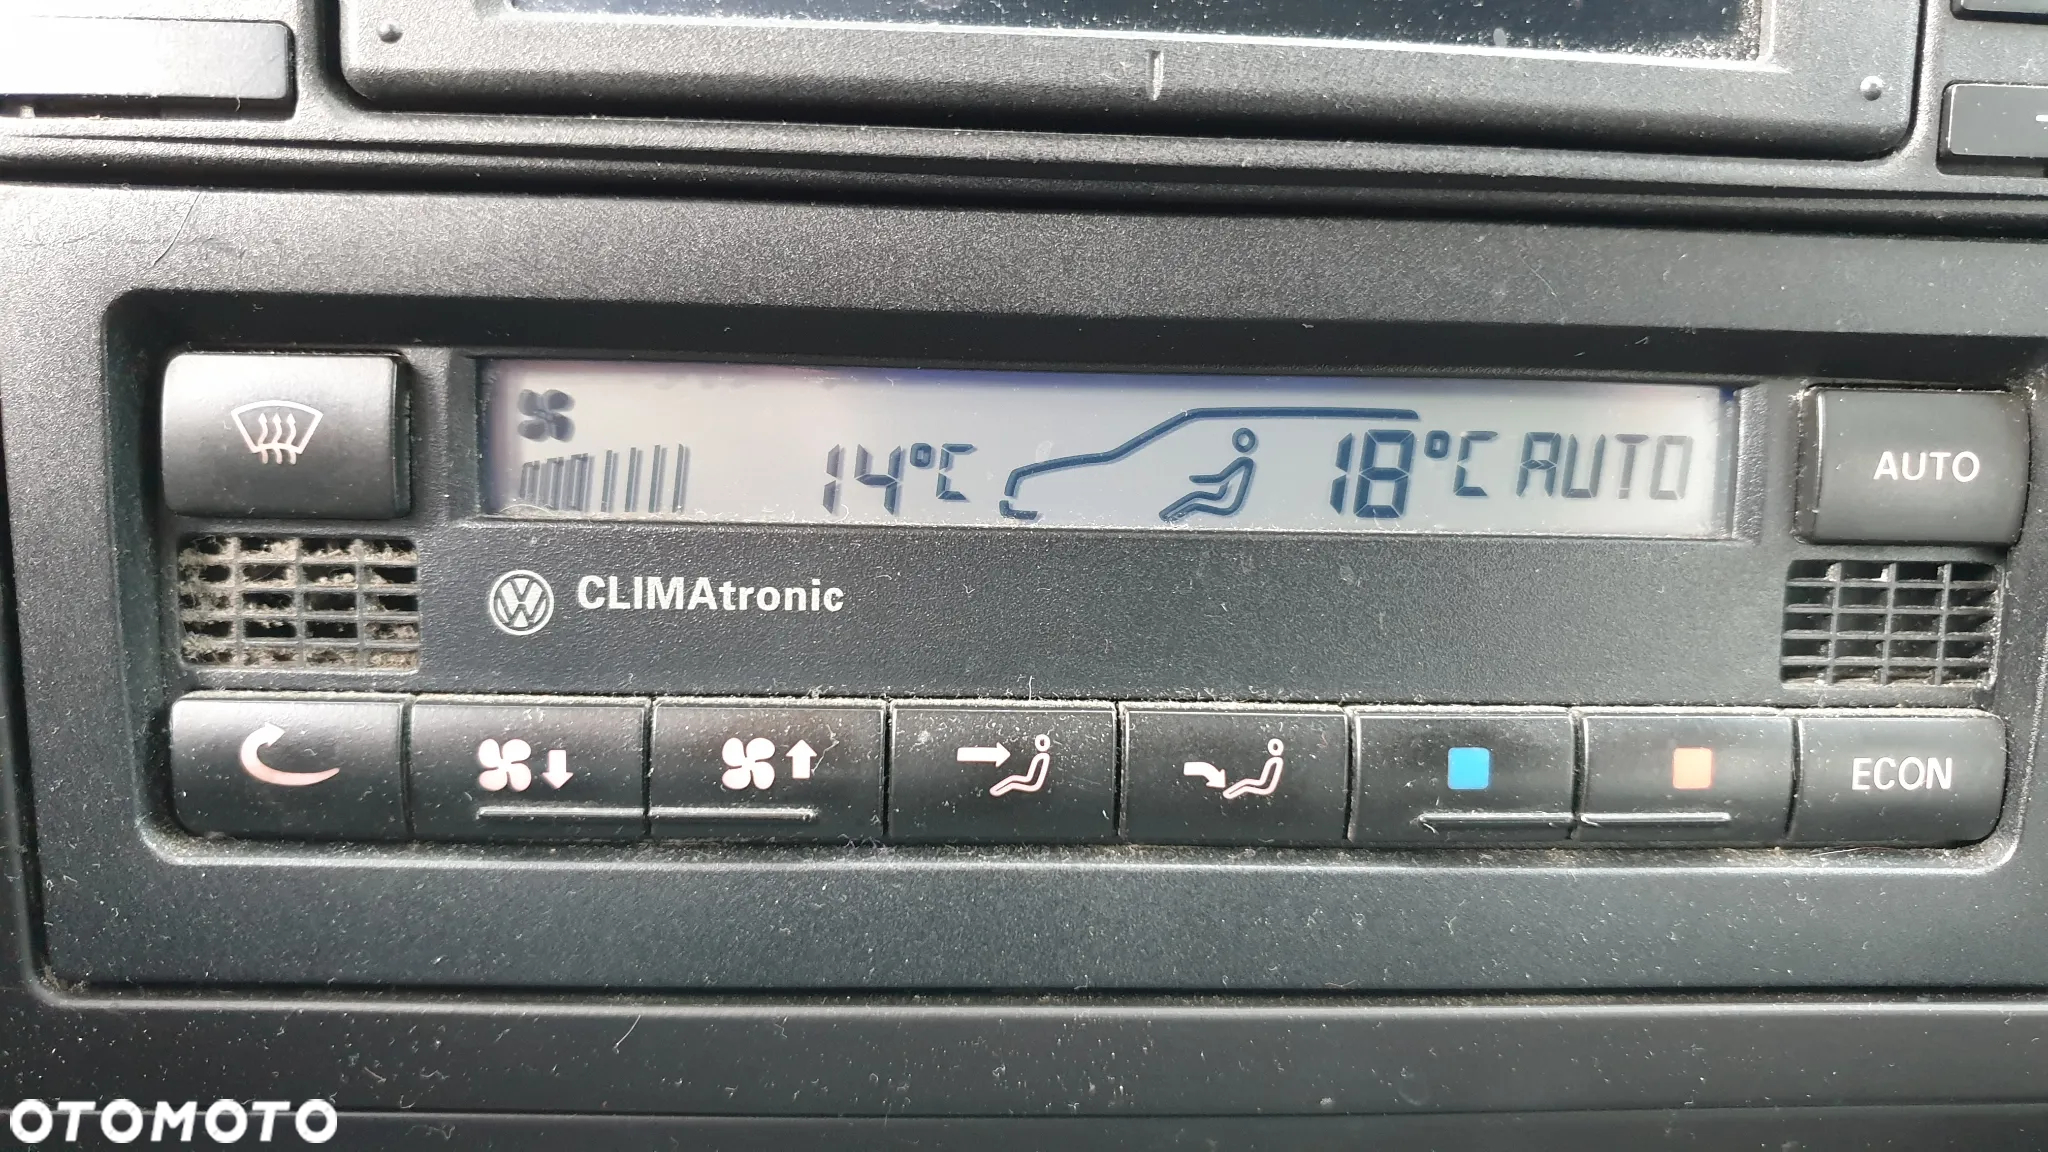 14°C 18°C AUTO
AUTO
CLIMAtronic
ECON
OTOMOTO